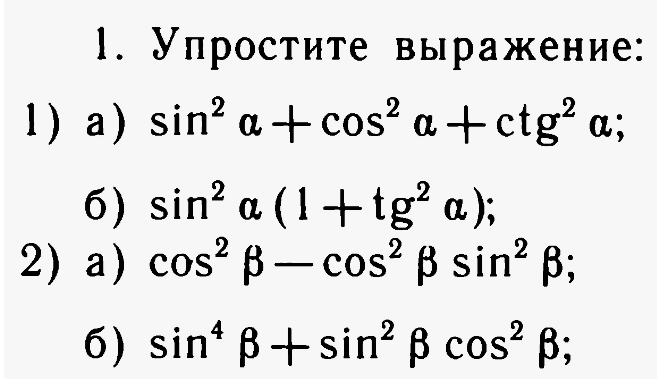 1. Упростите выражение:
1) а) sin² α + cos² α + ctg² α;
б) sin² α (1 + tg² α);
2) а) cos² β — cos² β sin² β;
б) sin⁴ β + sin² β cos² β;